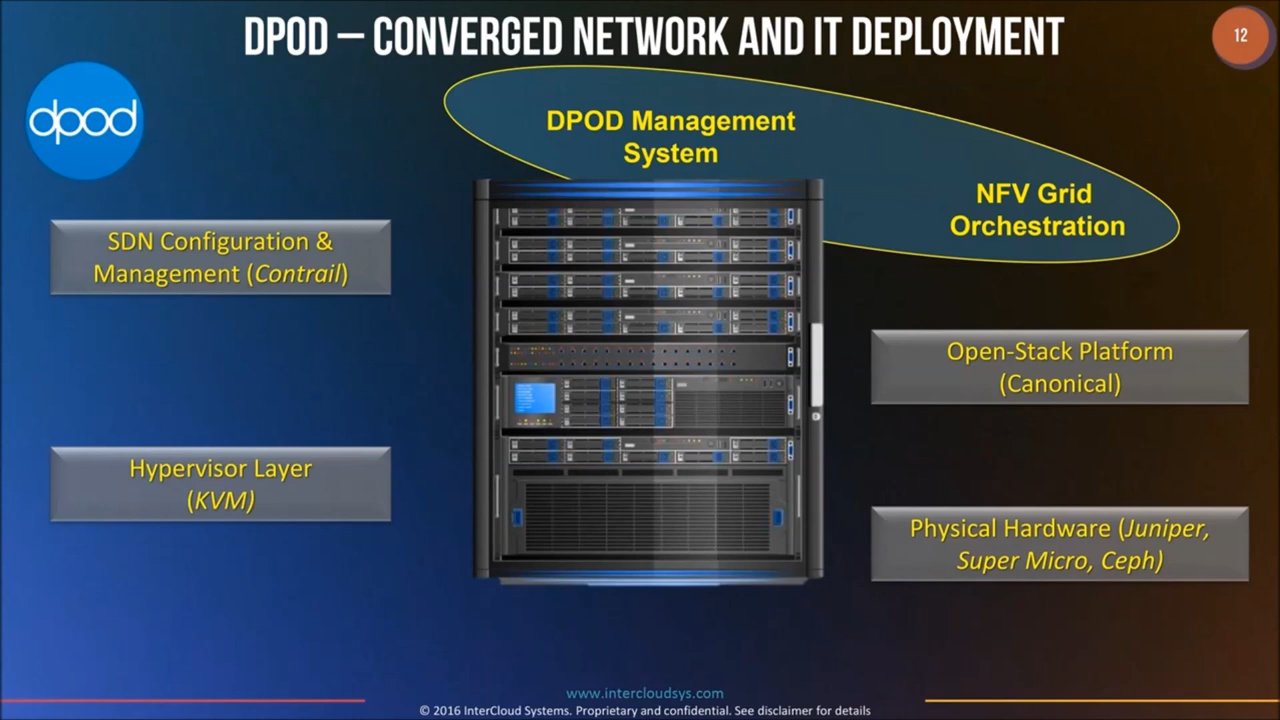 DPOD – CONVERGED NETWORK AND IT DEPLOYMENT
12
dpod
DPOD Management
System
NFV Grid
Orchestration
SDN Configuration &
Management (Contrail)
Open-Stack Platform
(Canonical)
Hypervisor Layer
(KVM)
Physical Hardware (Juniper,
Super Micro, Ceph)
www.intercloudsys.com
© 2016 InterCloud Systems. Proprietary and confidential. See disclaimer for details